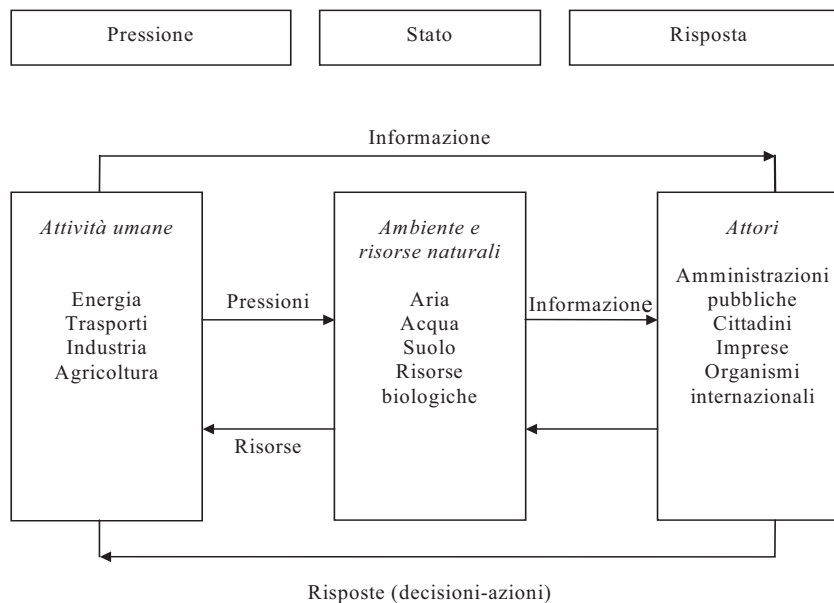 Pressione
Stato
Risposta
Informazione
Attività umane
Energia
Trasporti
Industria
Agricoltura
Pressioni
Risorse
Ambiente e
risorse naturali
Aria
Acqua
Suolo
Risorse
biologiche
Informazione
Attori
Amministrazioni
pubbliche
Cittadini
Imprese
Organismi
internazionali
Risposte (decisioni-azioni)